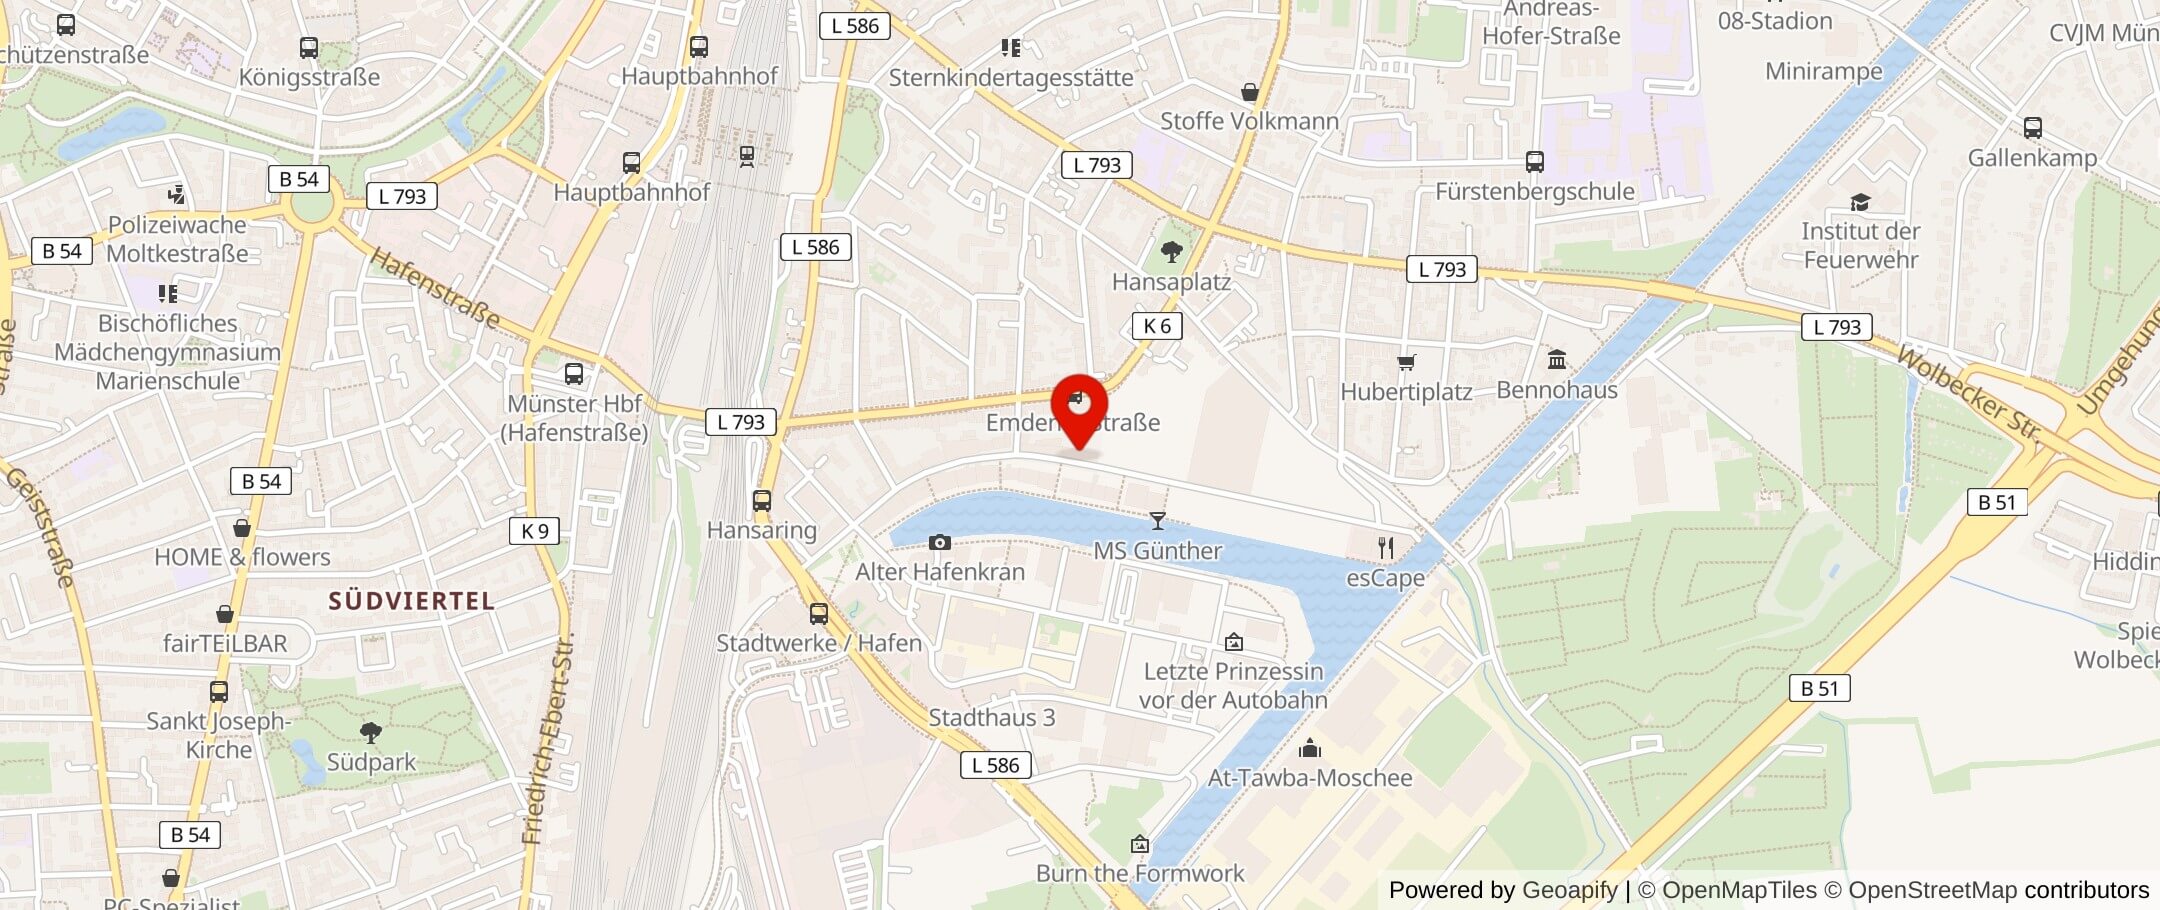 chützenstraße
Königsstraße
Hauptbahnhof
L 586
Sternkindertagesstätte
Stoffe Volkmann
Andreas-
Hofer-Straße
08-Stadion
Minirampe
CVJM Mün
Gallenkamp
B 54
L 793
Hauptbahnhof
L 793
Fürstenbergschule
Institut der
Feuerwehr
Polizeiwache
Moltkestraße
B 54
L 586
Hafenstraße
Hansaplatz
L 793
K 6
L 793
Bischöfliches
Mädchengymnasium
Marienschule
straße
Münster Hbf
(Hafenstraße)
L 793
Hubertiplatz
Bennohaus
Wolbecker Str.
Umgehung
Geiststraße
B 54
K 9
Hansaring
HOME & flowers
MS Günther
Alter Hafenkran
esCape
B 51
Hiddin
SÜDVIERTEL
fairTEiLBAR
Stadtwerke / Hafen
Letzte Prinzessin
vor der Autobahn
Spie
Wolbeck
B 51
Sankt Joseph-
Kirche
Südpark
Friedrich-Ebert-Str.
Stadthaus 3
L 586
At-Tawba-Moschee
B 54
Burn the Formwork
PC-Spezialist
Powered by Geoapify | © OpenMapTiles © OpenStreetMap contributors